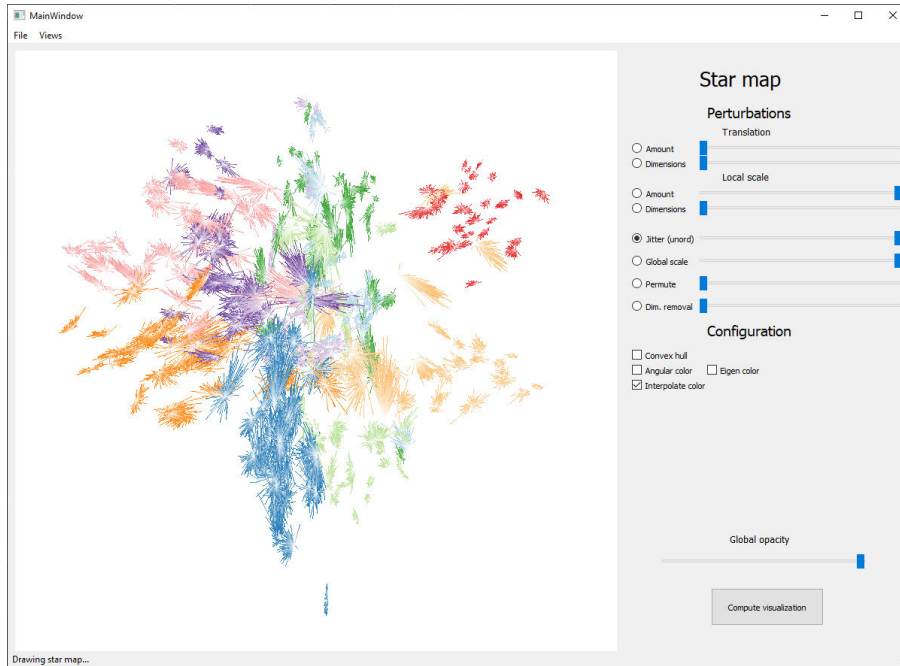 MainWindow
File Views
Star map
Perturbations
Translation
Amount
Dimensions
Local scale
Amount
Dimensions
Jitter (unord)
Global scale
Permute
Dim. removal
Configuration
Convex hull
Angular color Eigen color
Interpolate color
Global opacity
Compute visualization
Drawing star map...